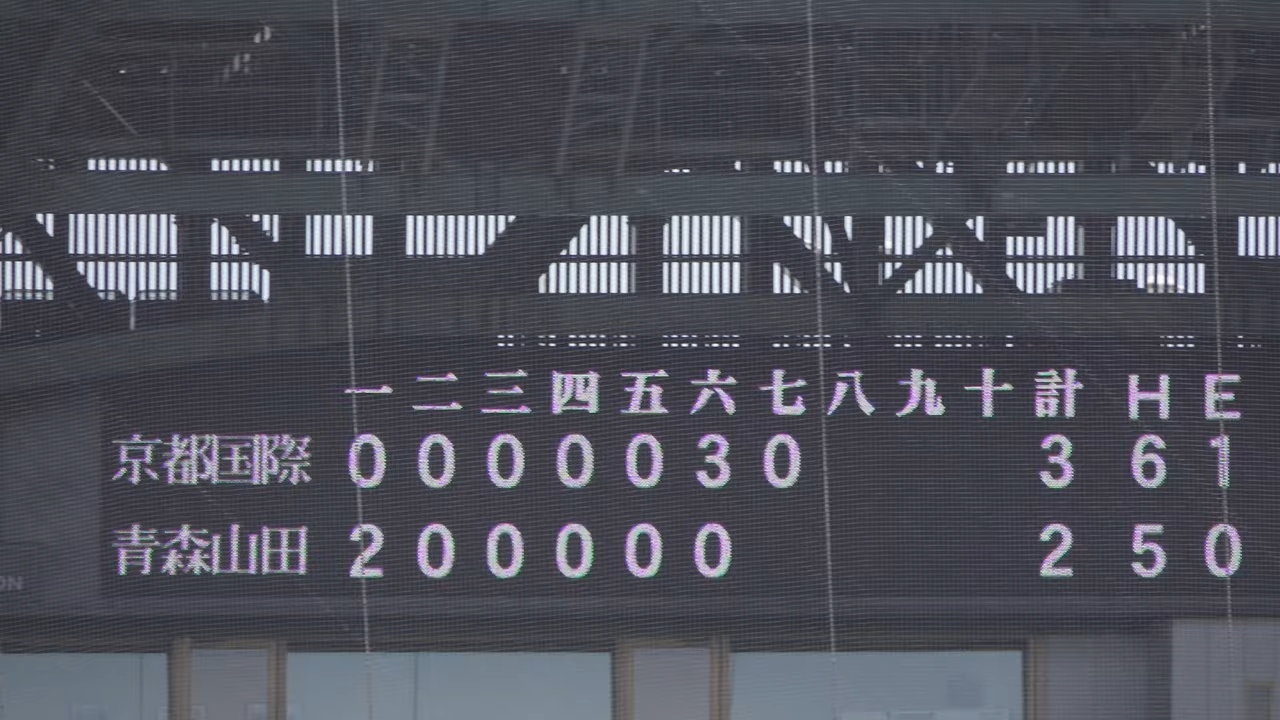 一 二 三 四 五 六 七 八 九 十 計 H E
京都国際 0 0 0 0 0 3 0 3 6 1
青森山田 2 0 0 0 0 0 2 5 0
ON